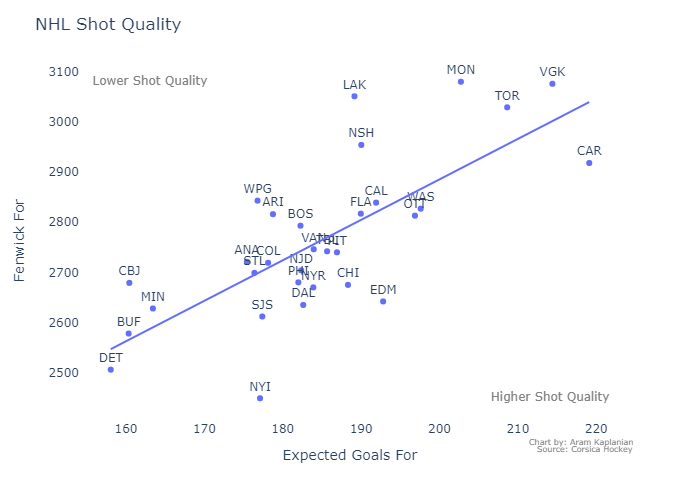 NHL Shot Quality
3100
3000
2900
2800
2700
2600
2500
Fenwick For
Lower Shot Quality
MON
VGK
LAK
TOR
NSH
CAR
WPG
CAL
WAS
ARI
FLA
OTT
BOS
VAN
PIT
ANA
COL
STL
NJD
CBJ
PHI
NYR
CHI
MIN
DAL
EDM
SJS
BUF
DET
NYI
Higher Shot Quality
160 170 180 190 200 210 220
Expected Goals For
Chart by: Aram Kaplanian
Source: Corsica Hockey